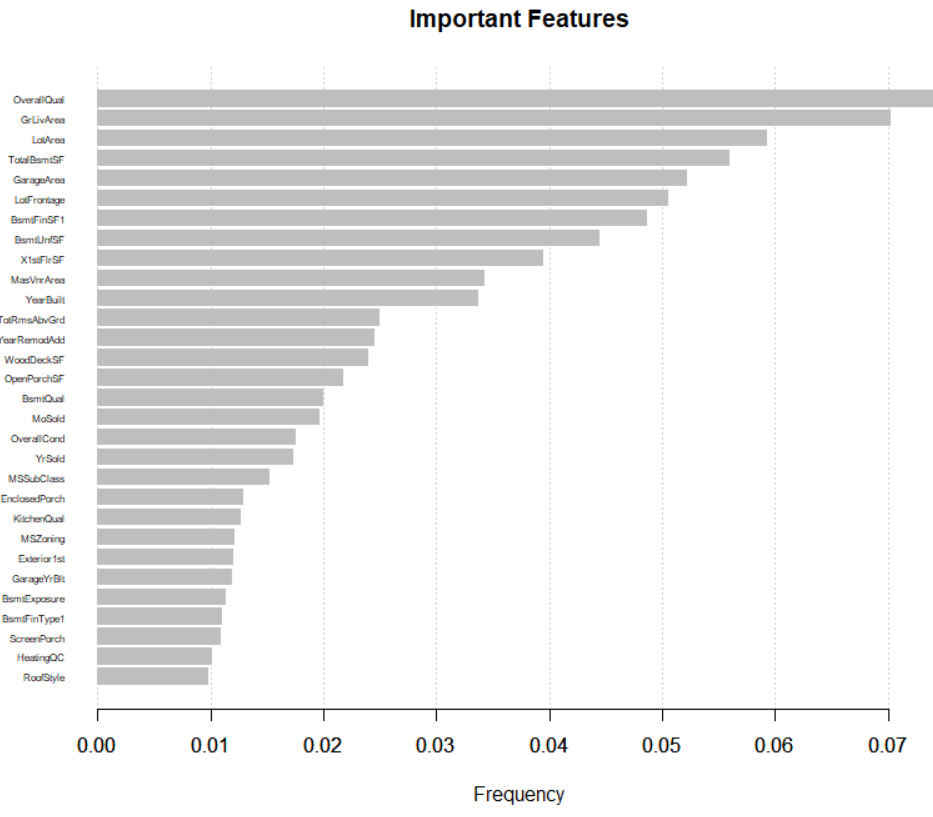 Important Features
OverallQual
GrLivArea
LotArea
TotalBsmtSF
GarageArea
LotFrontage
BsmtFinSF1
BsmtUnfSF
X1stFlrSF
MasVnrArea
YearBuilt
TotRmsAbvGrd
YearRemodAdd
WoodDeckSF
OpenPorchSF
BsmtQual
MoSold
OverallCond
YrSold
MSSubClass
EnclosedPorch
KitchenQual
MSZoning
Exterior1st
GarageYrBlt
BsmtExposure
BsmtFinType1
ScreenPorch
HeatingQC
RoofStyle
0.00 0.01 0.02 0.03 0.04 0.05 0.06 0.07
Frequency